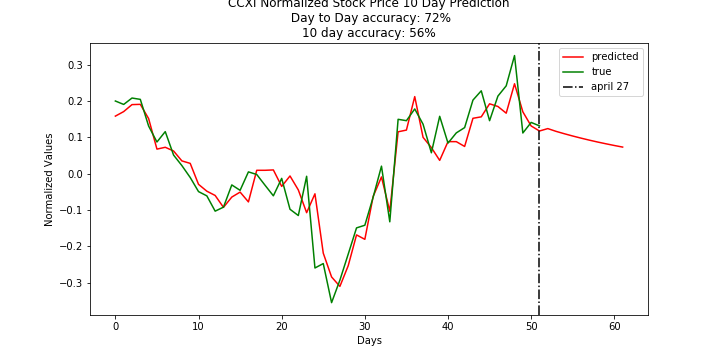 CCXI Normalized Stock Price 10 Day Prediction
Day to Day accuracy: 72%
10 day accuracy: 56%
predicted
true
april 27
Normalized Values
0.3
0.2
0.1
0.0
−0.1
−0.2
−0.3
0 10 20 30 40 50 60
Days